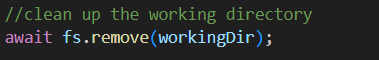 //clean up the working directory
await fs.remove(workingDir);